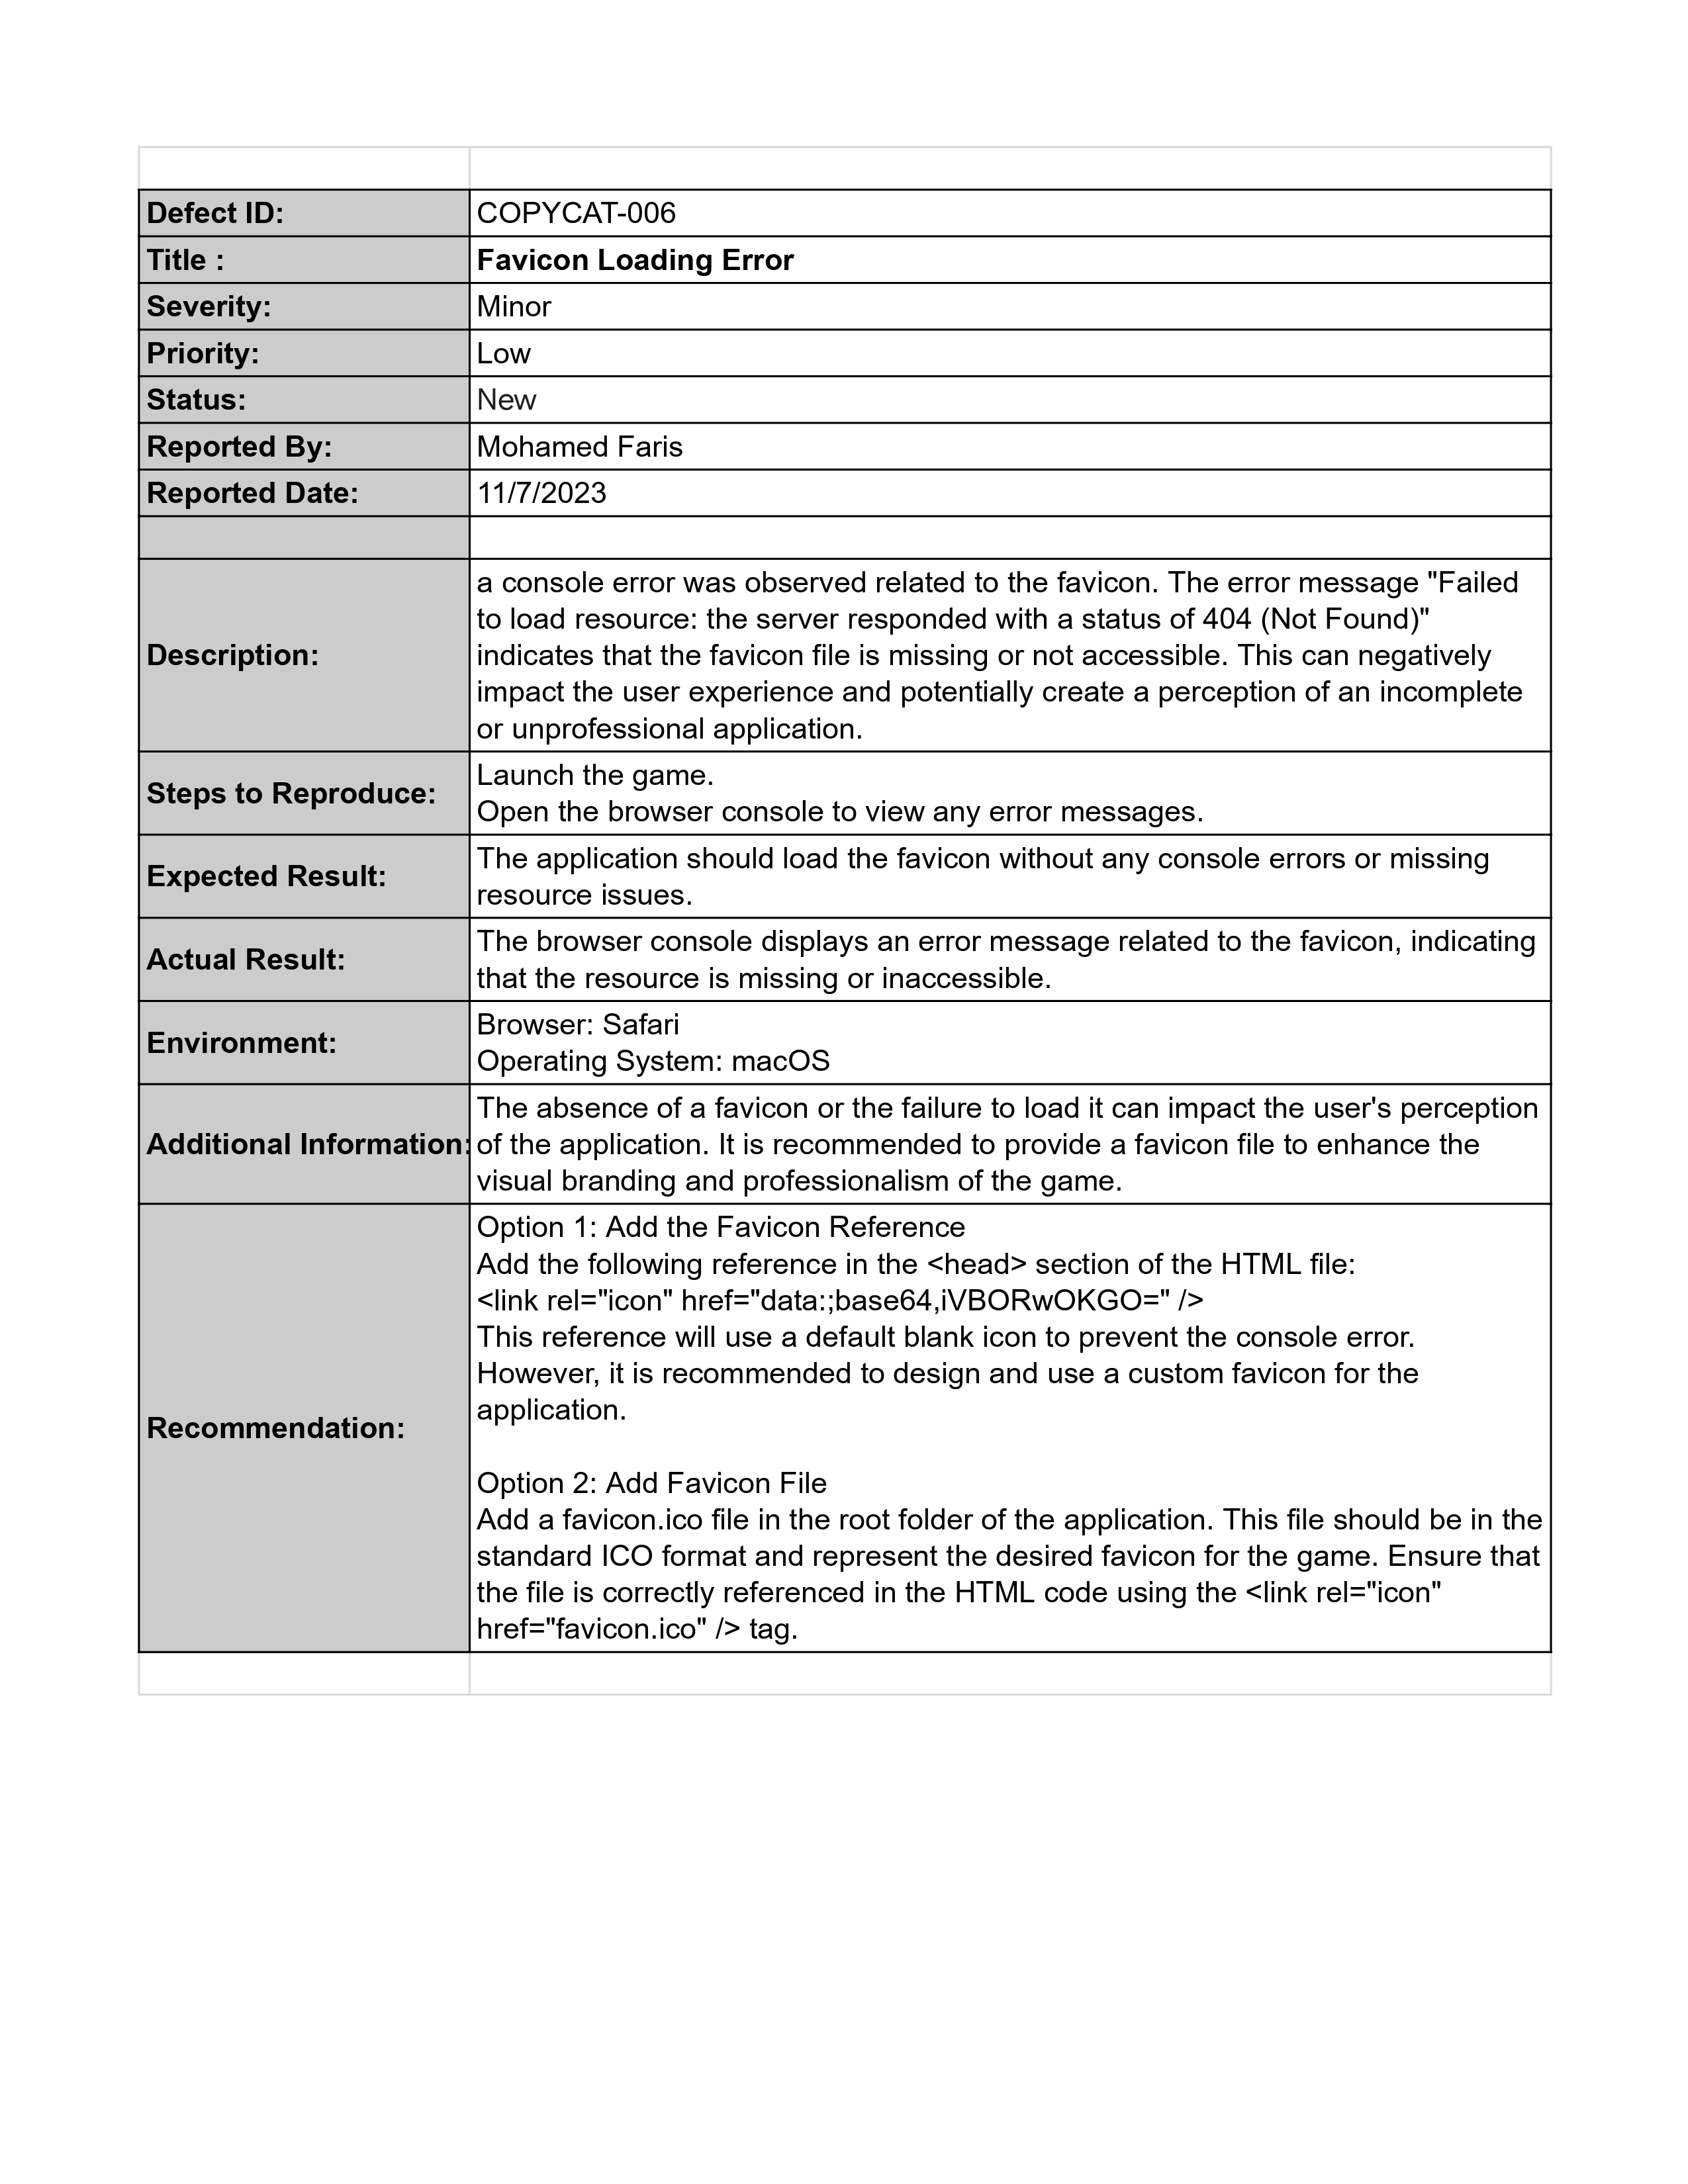 Defect ID: COPYCAT-006
Title : Favicon Loading Error
Severity: Minor
Priority: Low
Status: New
Reported By: Mohamed Faris
Reported Date: 11/7/2023
Description:
a console error was observed related to the favicon. The error message "Failed
to load resource: the server responded with a status of 404 (Not Found)"
indicates that the favicon file is missing or not accessible. This can negatively
impact the user experience and potentially create a perception of an incomplete
or unprofessional application.
Steps to Reproduce:
Launch the game.
Open the browser console to view any error messages.
Expected Result:
The application should load the favicon without any console errors or missing
resource issues.
Actual Result:
The browser console displays an error message related to the favicon, indicating
that the resource is missing or inaccessible.
Environment:
Browser: Safari
Operating System: macOS
Additional Information:
The absence of a favicon or the failure to load it can impact the user's perception
of the application. It is recommended to provide a favicon file to enhance the
visual branding and professionalism of the game.
Recommendation:
Option 1: Add the Favicon Reference
Add the following reference in the <head> section of the HTML file:
<link rel="icon" href="data:;base64,iVBORwOKGO=" />
This reference will use a default blank icon to prevent the console error.
However, it is recommended to design and use a custom favicon for the
application.
Option 2: Add Favicon File
Add a favicon.ico file in the root folder of the application. This file should be in the
standard ICO format and represent the desired favicon for the game. Ensure that
the file is correctly referenced in the HTML code using the <link rel="icon"
href="favicon.ico" /> tag.